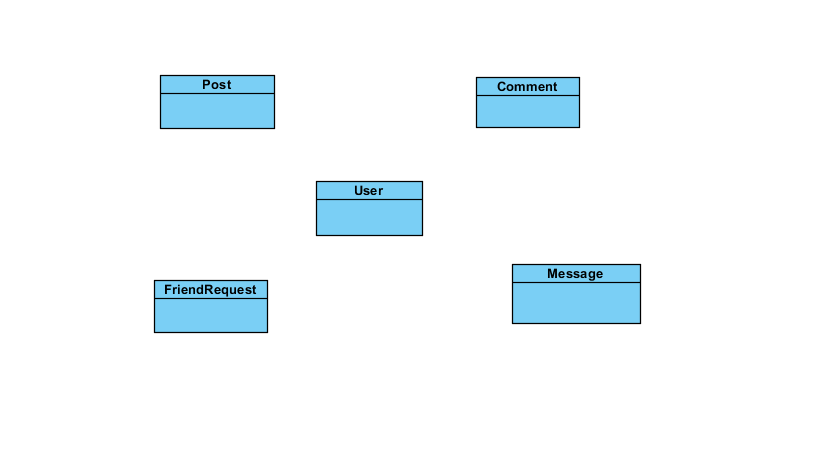 Post
Comment
User
FriendRequest
Message